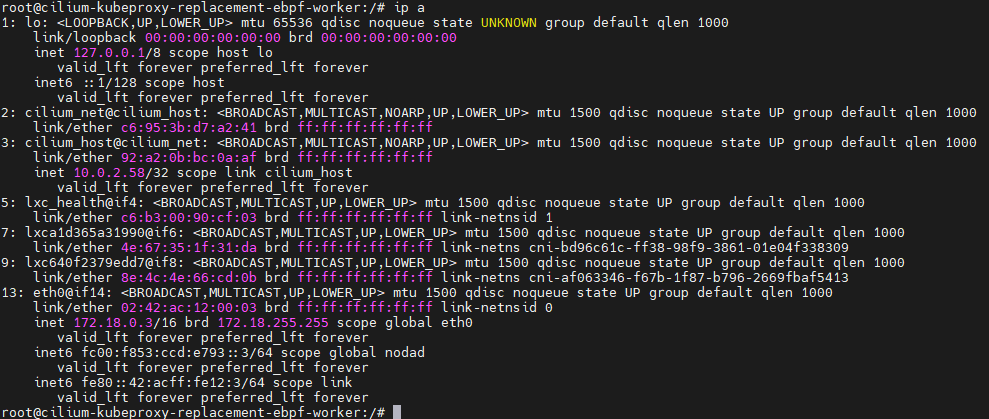 root@cilium-kubeproxy-replacement-ebpf-worker:/# ip a
1: lo: <LOOPBACK,UP,LOWER_UP> mtu 65536 qdisc noqueue state UNKNOWN group default qlen 1000
    link/loopback 00:00:00:00:00:00 brd 00:00:00:00:00:00
    inet 127.0.0.1/8 scope host lo
       valid_lft forever preferred_lft forever
    inet6 ::1/128 scope host
       valid_lft forever preferred_lft forever
2: cilium_net@cilium_host: <BROADCAST,MULTICAST,NOARP,UP,LOWER_UP> mtu 1500 qdisc noqueue state UP group default qlen 1000
    link/ether c6:95:3b:d7:a2:41 brd ff:ff:ff:ff:ff:ff
3: cilium_host@cilium_net: <BROADCAST,MULTICAST,NOARP,UP,LOWER_UP> mtu 1500 qdisc noqueue state UP group default qlen 1000
    link/ether 92:a2:0b:bc:0a:af brd ff:ff:ff:ff:ff:ff
    inet 10.0.2.58/32 scope link cilium_host
       valid_lft forever preferred_lft forever
5: lxc_health@if4: <BROADCAST,MULTICAST,UP,LOWER_UP> mtu 1500 qdisc noqueue state UP group default qlen 1000
    link/ether c6:b3:00:90:cf:03 brd ff:ff:ff:ff:ff:ff link-netnsid 1
7: lxca1d365a31990@if6: <BROADCAST,MULTICAST,UP,LOWER_UP> mtu 1500 qdisc noqueue state UP group default qlen 1000
    link/ether 4e:67:35:1f:31:da brd ff:ff:ff:ff:ff:ff link-netns cni-bd96c61c-ff38-98f9-3861-01e04f338309
9: lxc640f2379edd7@if8: <BROADCAST,MULTICAST,UP,LOWER_UP> mtu 1500 qdisc noqueue state UP group default qlen 1000
    link/ether 8e:4c:4e:66:cd:0b brd ff:ff:ff:ff:ff:ff link-netns cni-af063346-f67b-1f87-b796-2669fbaf5413
13: eth0@if14: <BROADCAST,MULTICAST,UP,LOWER_UP> mtu 1500 qdisc noqueue state UP group default qlen 1000
    link/ether 02:42:ac:12:00:03 brd ff:ff:ff:ff:ff:ff link-netnsid 0
    inet 172.18.0.3/16 brd 172.18.255.255 scope global eth0
       valid_lft forever preferred_lft forever
    inet6 fc00:f853:ccd:e793::3/64 scope global nodad
       valid_lft forever preferred_lft forever
    inet6 fe80::42:acff:fe12:3/64 scope link
       valid_lft forever preferred_lft forever
root@cilium-kubeproxy-replacement-ebpf-worker:/#